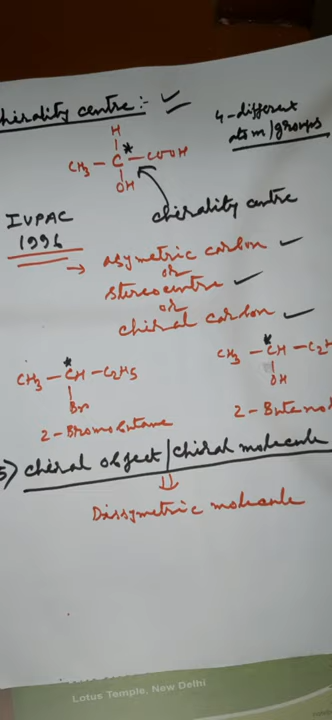 chirality centre:-
4-different
atom/groups
H
CH₃ - C* - COOH
OH
chirality centre
IUPAC
1996
asymetric carbon
or
stereocentre
or
chiral carbon
CH₃ - *CH - C₂H₅
Br
2-Bromobutane
CH₃ - *CH - C₂H
OH
2-Butanol
5) chiral object/chiral molecule
Dissymetric molecule
Lotus Temple, New Delhi